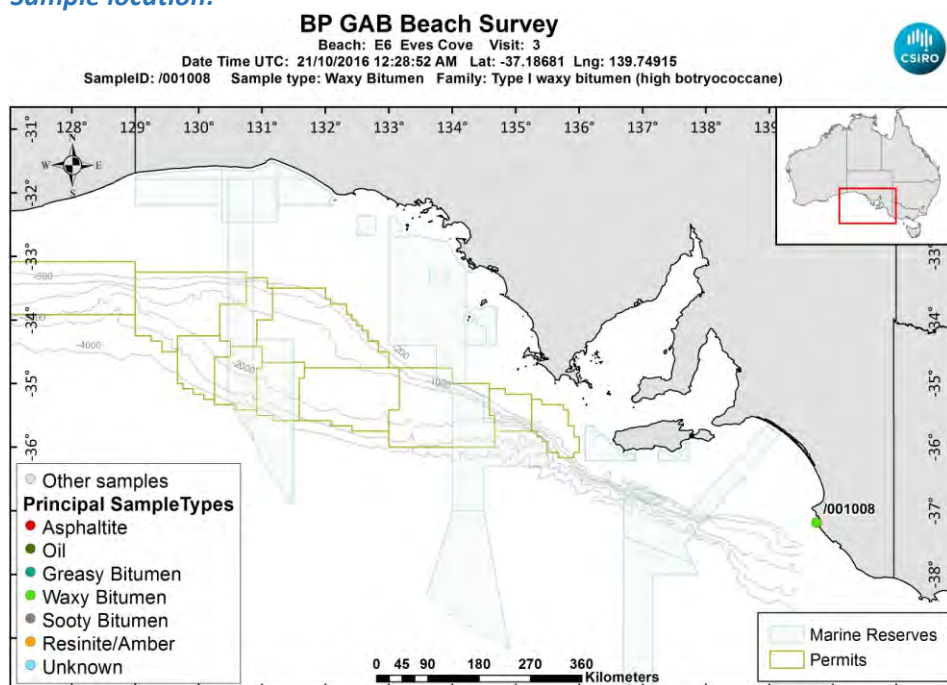 Sample location:
BP GAB Beach Survey
Beach: E6 Eves Cove Visit: 3
Date Time UTC: 21/10/2016 12:28:52 AM Lat: -37.18681 Lng: 139.74915
SampleID: /001008 Sample type: Waxy Bitumen Family: Type I waxy bitumen (high botryococcane)
CSIRO
128° 129° 130° 131° 132° 133° 134° 135° 136° 137° 138° 139
-31°
-32°
-33°
-34°
-35°
-36°
N
W E
S
-31°
-32°
-33°
-34°
-35°
-36°
-37°
-38°
-200
-1000
-2000
-4000
/001008
Other samples
Principal SampleTypes
Asphaltite
Oil
Greasy Bitumen
Waxy Bitumen
Sooty Bitumen
Resinite/Amber
Unknown
0 45 90 180 270 360
Kilometers
Marine Reserves
Permits